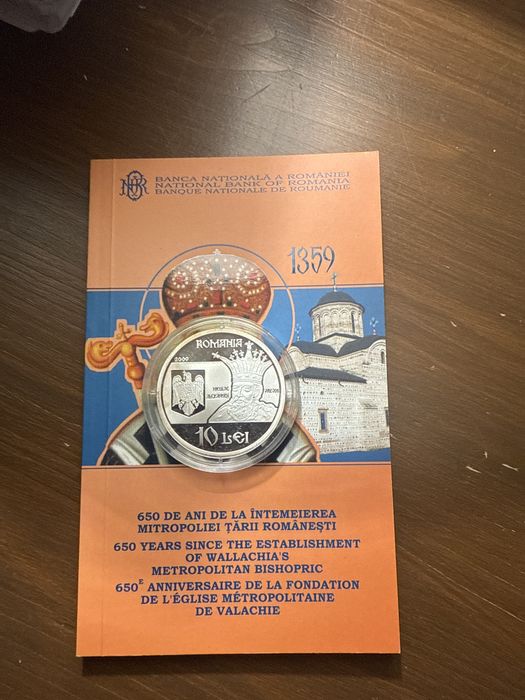 BANCA NAȚIONALĂ A ROMÂNIEI
NATIONAL BANK OF ROMANIA
BANQUE NATIONALE DE ROUMANIE
1359
ROMANIA
2009
NICOLAE
ALEXANDRU
10 LEI
650 DE ANI DE LA ÎNTEMEIEREA
MITROPOLIEI ȚĂRII ROMÂNEȘTI
650 YEARS SINCE THE ESTABLISHMENT
OF WALLACHIA'S
METROPOLITAN BISHOPRIC
650E ANNIVERSAIRE DE LA FONDATION
DE L'ÉGLISE MÉTROPOLITAINE
DE VALACHIE